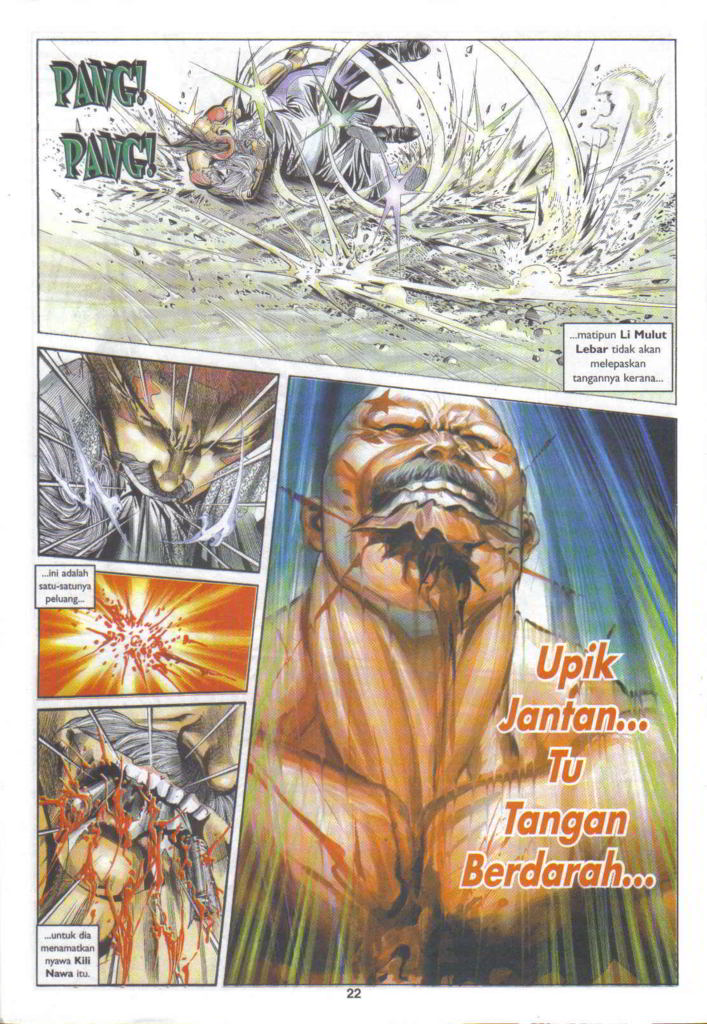 PANG!
PANG!
...matipun Li Mulut
Lebar tidak akan
melepaskan
tangannya kerana...
...ini adalah
satu-satunya
peluang...
...untuk dia
menamatkan
nyawa Kili
Nawa itu.
Upik
Jantan...
Tu
Tangan
Berdarah...
22